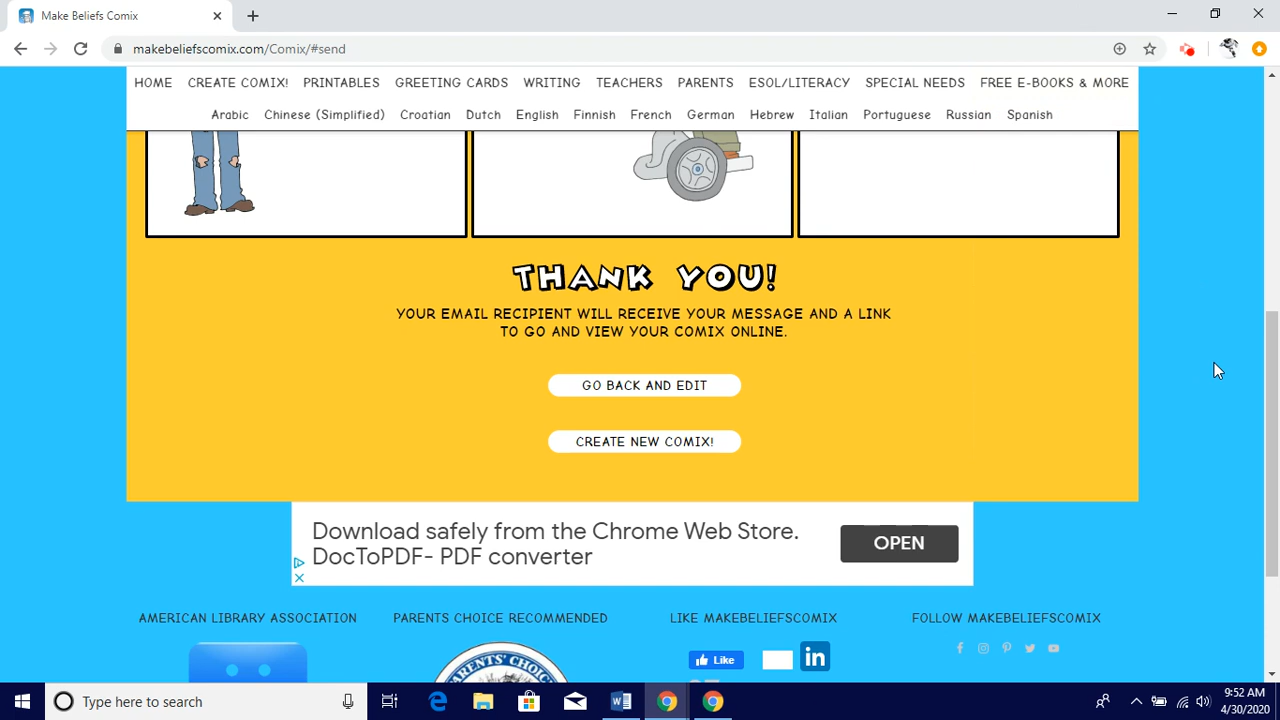 Make Beliefs Comix
makebeliefscomix.com/Comix/#send
HOME CREATE COMIX! PRINTABLES GREETING CARDS WRITING TEACHERS PARENTS ESOL/LITERACY SPECIAL NEEDS FREE E-BOOKS & MORE
Arabic Chinese (Simplified) Croatian Dutch English Finnish French German Hebrew Italian Portuguese Russian Spanish
THANK YOU!
YOUR EMAIL RECIPIENT WILL RECEIVE YOUR MESSAGE AND A LINK
TO GO AND VIEW YOUR COMIX ONLINE.
GO BACK AND EDIT
CREATE NEW COMIX!
Download safely from the Chrome Web Store.
DocToPDF- PDF converter
OPEN
AMERICAN LIBRARY ASSOCIATION PARENTS CHOICE RECOMMENDED LIKE MAKEBELIEFSCOMIX FOLLOW MAKEBELIEFSCOMIX
Like
in
PARENTS' CHOICE
Type here to search
9:52 AM
4/30/2020